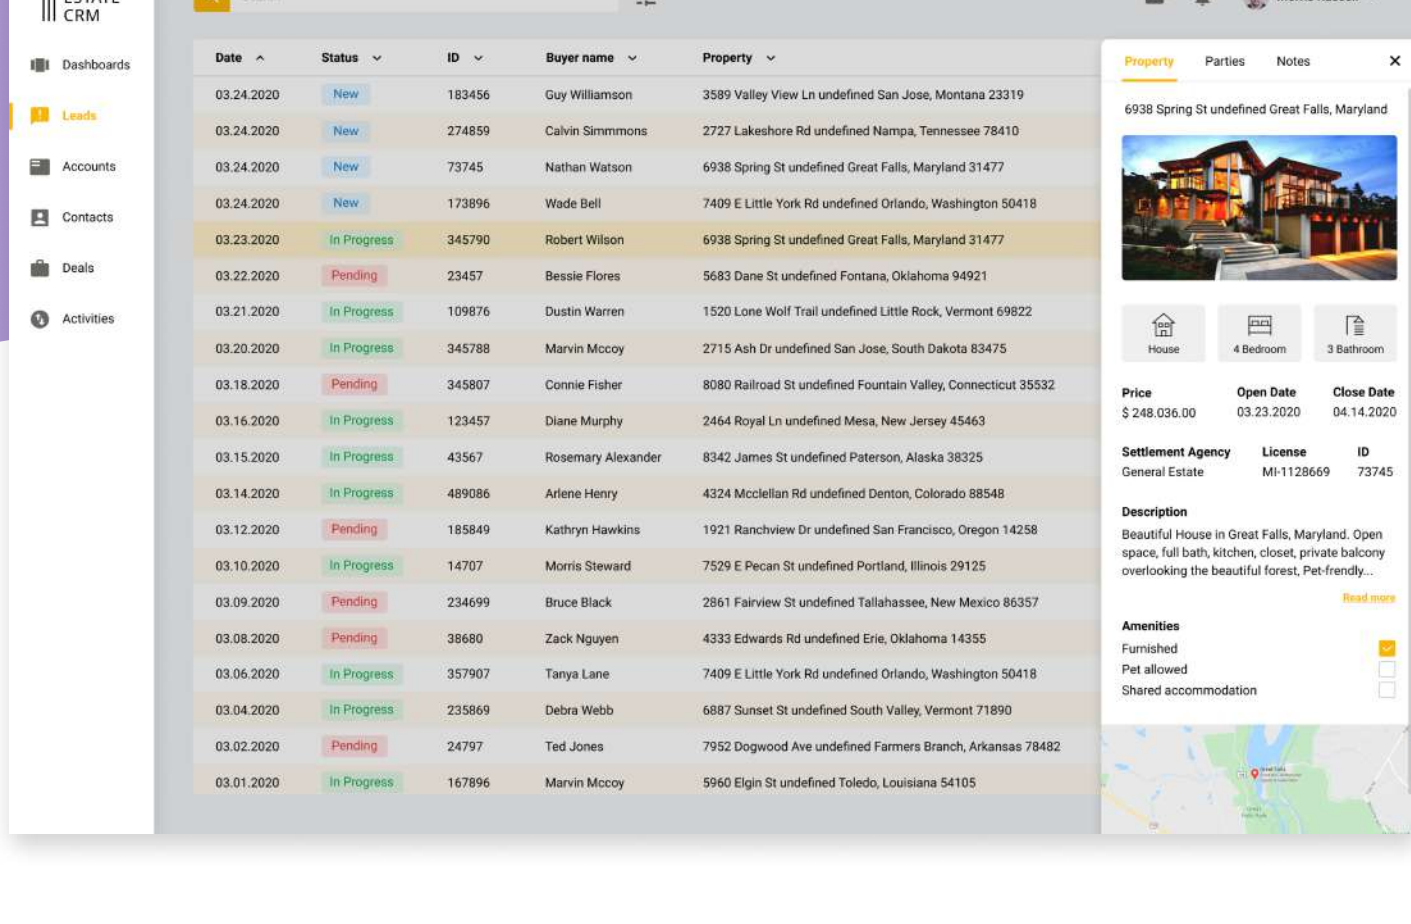 CRM
Dashboards
Leads
Accounts
Contacts
Deals
Activities
Date Status ID Buyer name Property
03.24.2020 New 183456 Guy Williamson 3589 Valley View Ln undefined San Jose, Montana 23319
03.24.2020 New 274859 Calvin Simmmons 2727 Lakeshore Rd undefined Nampa, Tennessee 78410
03.24.2020 New 73745 Nathan Watson 6938 Spring St undefined Great Falls, Maryland 31477
03.24.2020 New 173896 Wade Bell 7409 E Little York Rd undefined Orlando, Washington 50418
03.23.2020 In Progress 345790 Robert Wilson 6938 Spring St undefined Great Falls, Maryland 31477
03.22.2020 Pending 23457 Bessie Flores 5683 Dane St undefined Fontana, Oklahoma 94921
03.21.2020 In Progress 109876 Dustin Warren 1520 Lone Wolf Trail undefined Little Rock, Vermont 69822
03.20.2020 In Progress 345788 Marvin Mccoy 2715 Ash Dr undefined San Jose, South Dakota 83475
03.18.2020 Pending 345807 Connie Fisher 8080 Railroad St undefined Fountain Valley, Connecticut 35532
03.16.2020 In Progress 123457 Diane Murphy 2464 Royal Ln undefined Mesa, New Jersey 45463
03.15.2020 In Progress 43567 Rosemary Alexander 8342 James St undefined Paterson, Alaska 38325
03.14.2020 In Progress 489086 Arlene Henry 4324 Mcclellan Rd undefined Denton, Colorado 88548
03.12.2020 Pending 185849 Kathryn Hawkins 1921 Ranchview Dr undefined San Francisco, Oregon 14258
03.10.2020 In Progress 14707 Morris Steward 7529 E Pecan St undefined Portland, Illinois 29125
03.09.2020 Pending 234699 Bruce Black 2861 Fairview St undefined Tallahassee, New Mexico 86357
03.08.2020 Pending 38680 Zack Nguyen 4333 Edwards Rd undefined Erie, Oklahoma 14355
03.06.2020 In Progress 357907 Tanya Lane 7409 E Little York Rd undefined Orlando, Washington 50418
03.04.2020 In Progress 235869 Debra Webb 6887 Sunset St undefined South Valley, Vermont 71890
03.02.2020 Pending 24797 Ted Jones 7952 Dogwood Ave undefined Farmers Branch, Arkansas 78482
03.01.2020 In Progress 167896 Marvin Mccoy 5960 Elgin St undefined Toledo, Louisiana 54105
Property Parties Notes
6938 Spring St undefined Great Falls, Maryland
House 4 Bedroom 3 Bathroom
Price Open Date Close Date
$ 248.036.00 03.23.2020 04.14.2020
Settlement Agency License ID
General Estate MI-1128669 73745
Description
Beautiful House in Great Falls, Maryland. Open
space, full bath, kitchen, closet, private balcony
overlooking the beautiful forest, Pet-frendly...
Read more
Amenities
Furnished
Pet allowed
Shared accommodation
Great Falls